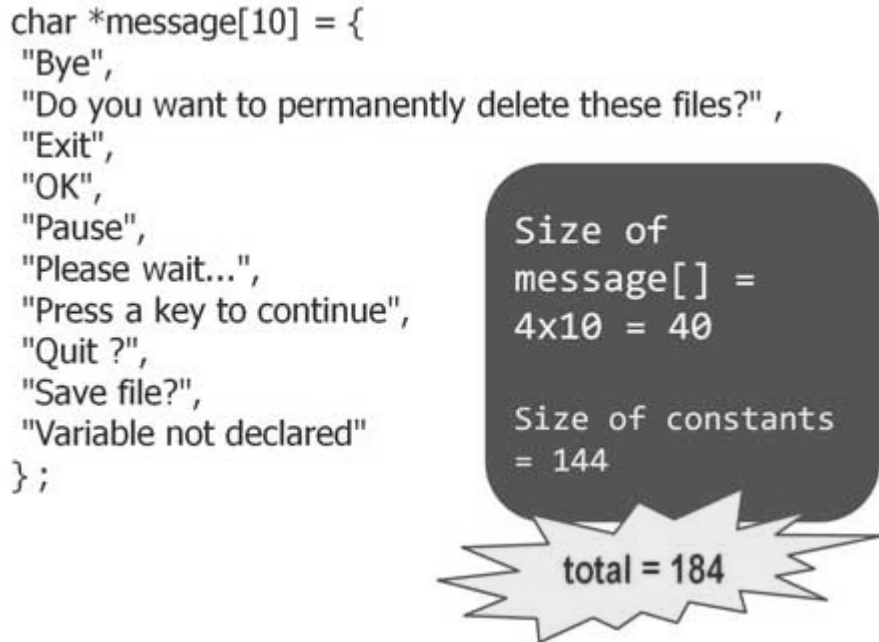 char *message[10] = {
"Bye",
"Do you want to permanently delete these files?" ,
"Exit",
"OK",
"Pause",
"Please wait...",
"Press a key to continue",
"Quit ?",
"Save file?",
"Variable not declared"
} ;
Size of
message[] =
4x10 = 40
Size of constants
= 144
total = 184